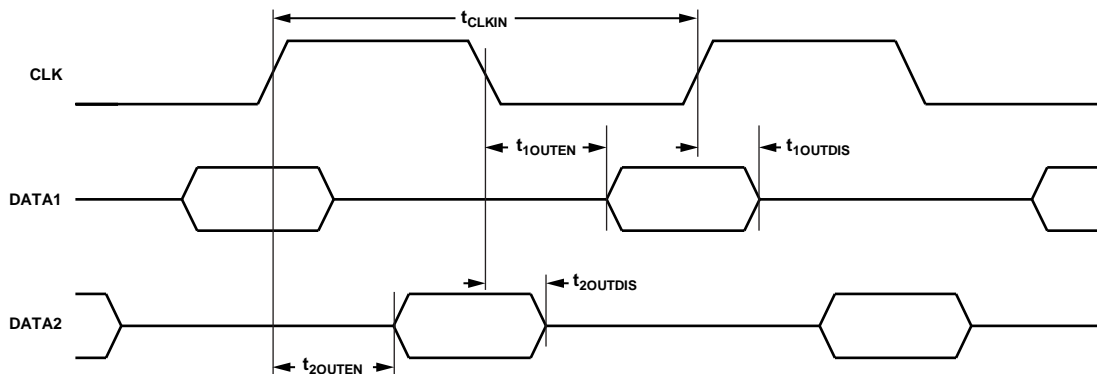 tCLKIN
CLK
t1OUTEN
t1OUTDIS
DATA1
t2OUTDIS
DATA2
t2OUTEN